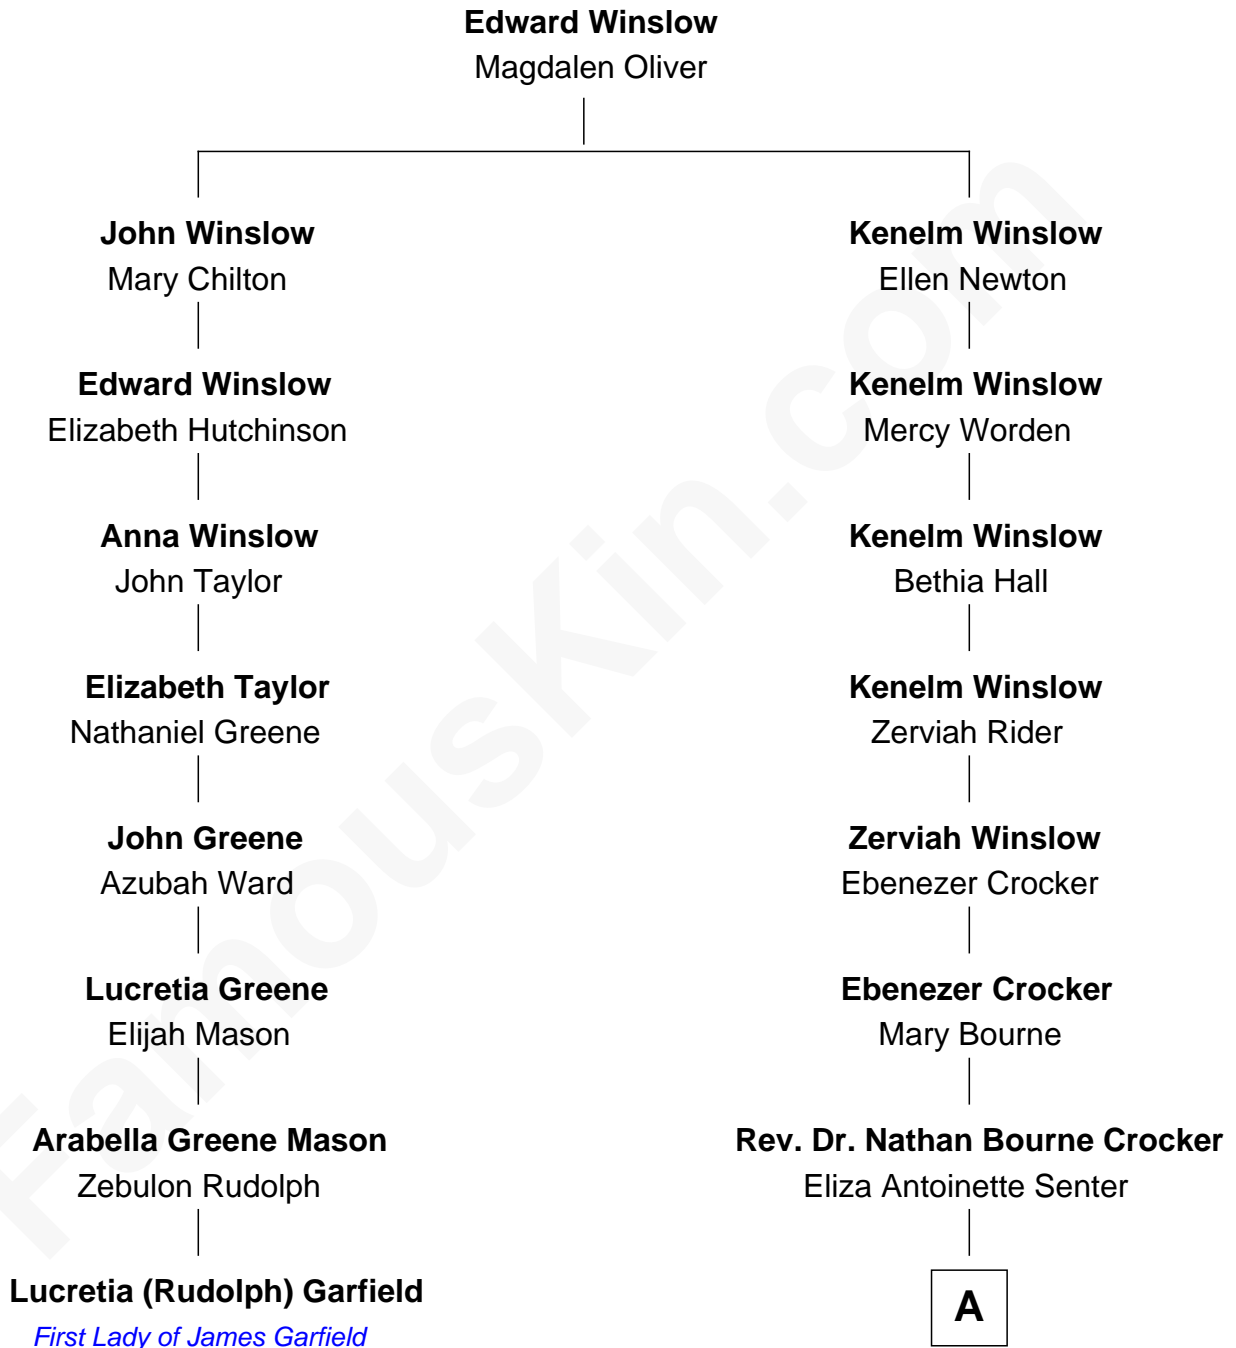 Edward Winslow
Magdalen Oliver
John Winslow
Mary Chilton
Kenelm Winslow
Ellen Newton
Edward Winslow
Elizabeth Hutchinson
Kenelm Winslow
Mercy Worden
Anna Winslow
John Taylor
Kenelm Winslow
Bethia Hall
Elizabeth Taylor
Nathaniel Greene
Kenelm Winslow
Zerviah Rider
John Greene
Azubah Ward
Zerviah Winslow
Ebenezer Crocker
Lucretia Greene
Elijah Mason
Ebenezer Crocker
Mary Bourne
Arabella Greene Mason
Zebulon Rudolph
Rev. Dr. Nathan Bourne Crocker
Eliza Antoinette Senter
Lucretia (Rudolph) Garfield
First Lady of James Garfield
A
FamousKin.com